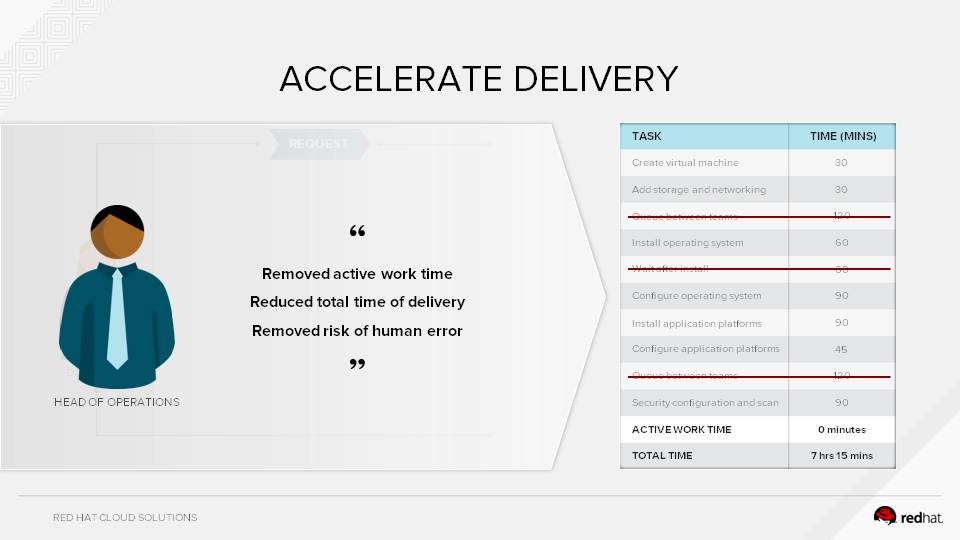 ACCELERATE DELIVERY
REQUEST
“
Removed active work time
Reduced total time of delivery
Removed risk of human error
”
HEAD OF OPERATIONS
TASK TIME (MINS)
Create virtual machine 30
Add storage and networking 30
Queue between teams 120
Install operating system 60
Wait after install 60
Configure operating system 90
Install application platforms 90
Configure application platforms 45
Queue between teams 120
Security configuration and scan 90
ACTIVE WORK TIME 0 minutes
TOTAL TIME 7 hrs 15 mins
RED HAT CLOUD SOLUTIONS
redhat.